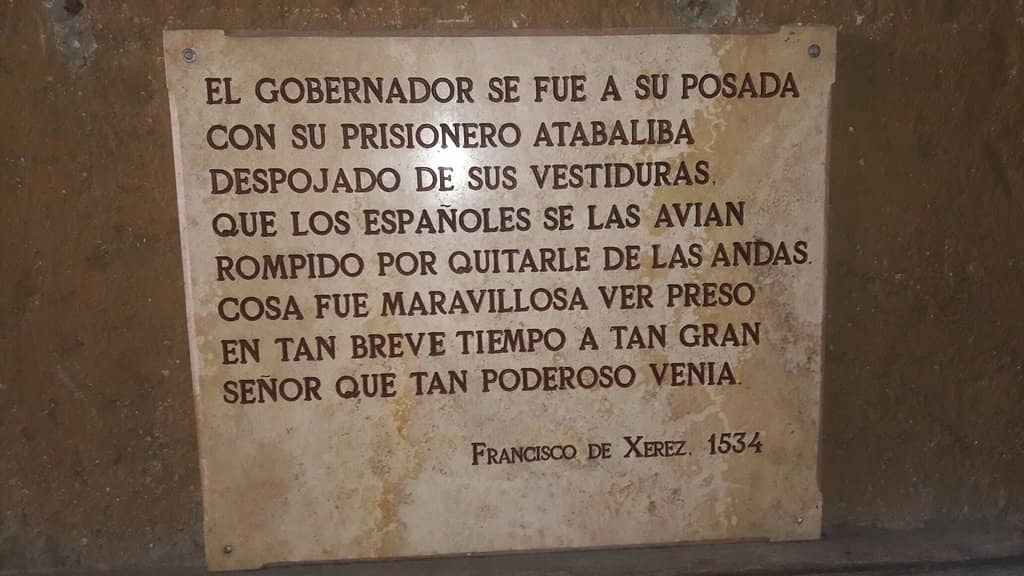 EL GOBERNADOR SE FUE A SU POSADA
CON SU PRISIONERO ATABALIBA
DESPOJADO DE SUS VESTIDURAS,
QUE LOS ESPAÑOLES SE LAS AVIAN
ROMPIDO POR QUITARLE DE LAS ANDAS.
COSA FUE MARAVILLOSA VER PRESO
EN TAN BREVE TIEMPO A TAN GRAN
SEÑOR QUE TAN PODEROSO VENIA.
FRANCISCO DE XEREZ, 1534